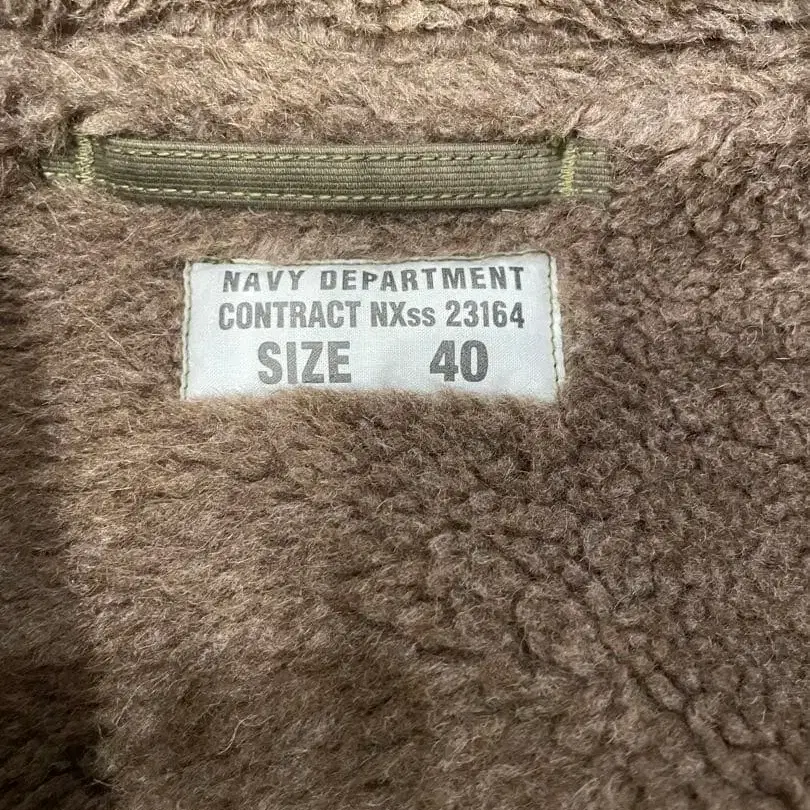 NAVY DEPARTMENT
CONTRACT NXss 23164
SIZE 40